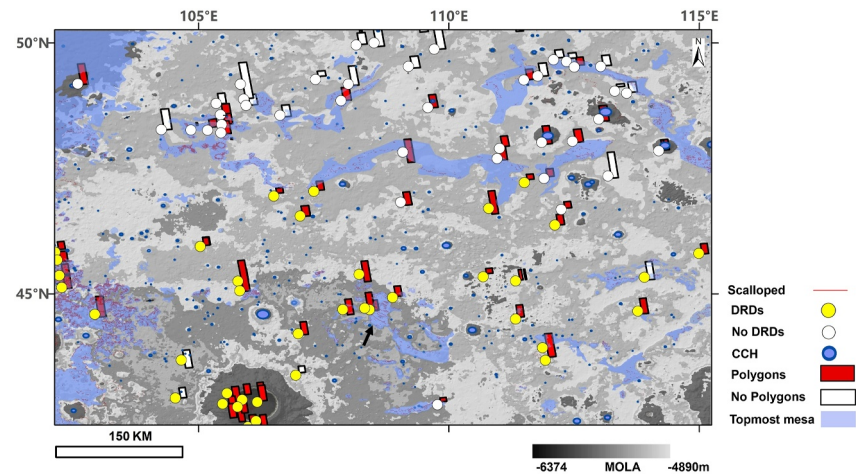 105°E 110°E 115°E
50°N
N
45°N
Scalloped
DRDs
No DRDs
CCH
Polygons
No Polygons
Topmost mesa
150 KM
-6374 MOLA -4890m